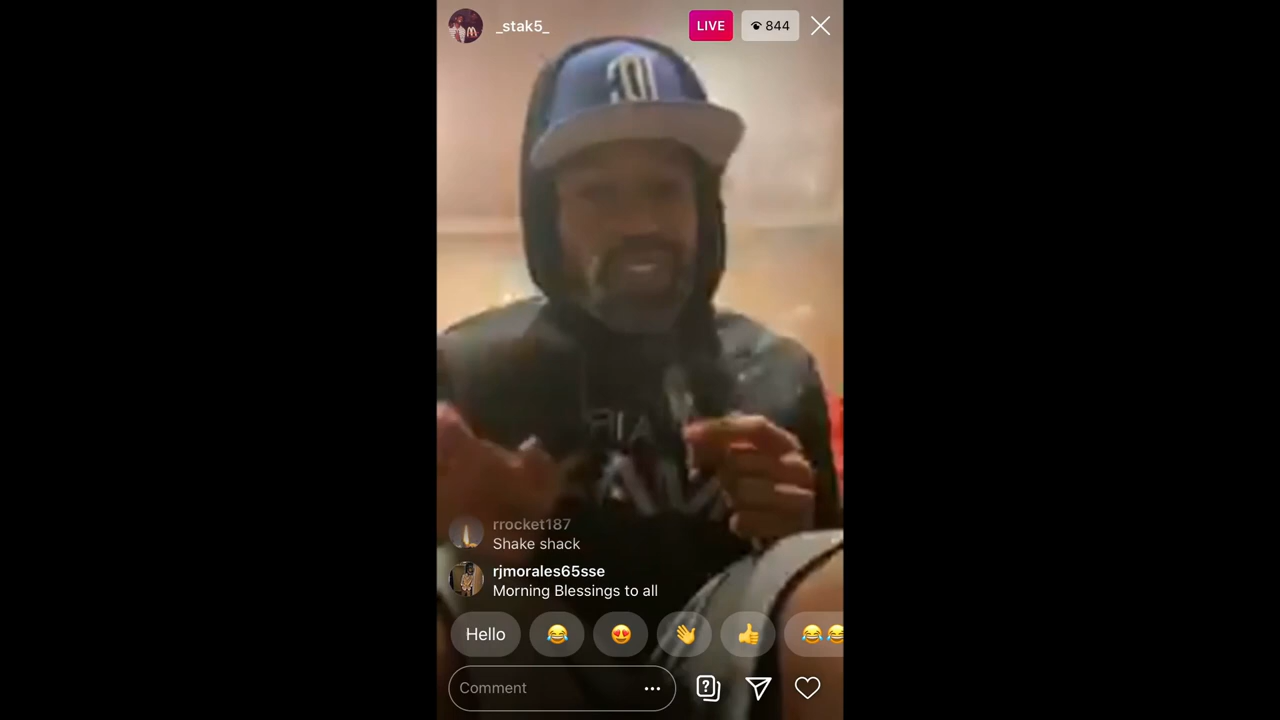 _stak5_
LIVE
844
rrocket187
Shake shack
rjmorales65sse
Morning Blessings to all
Hello
Comment